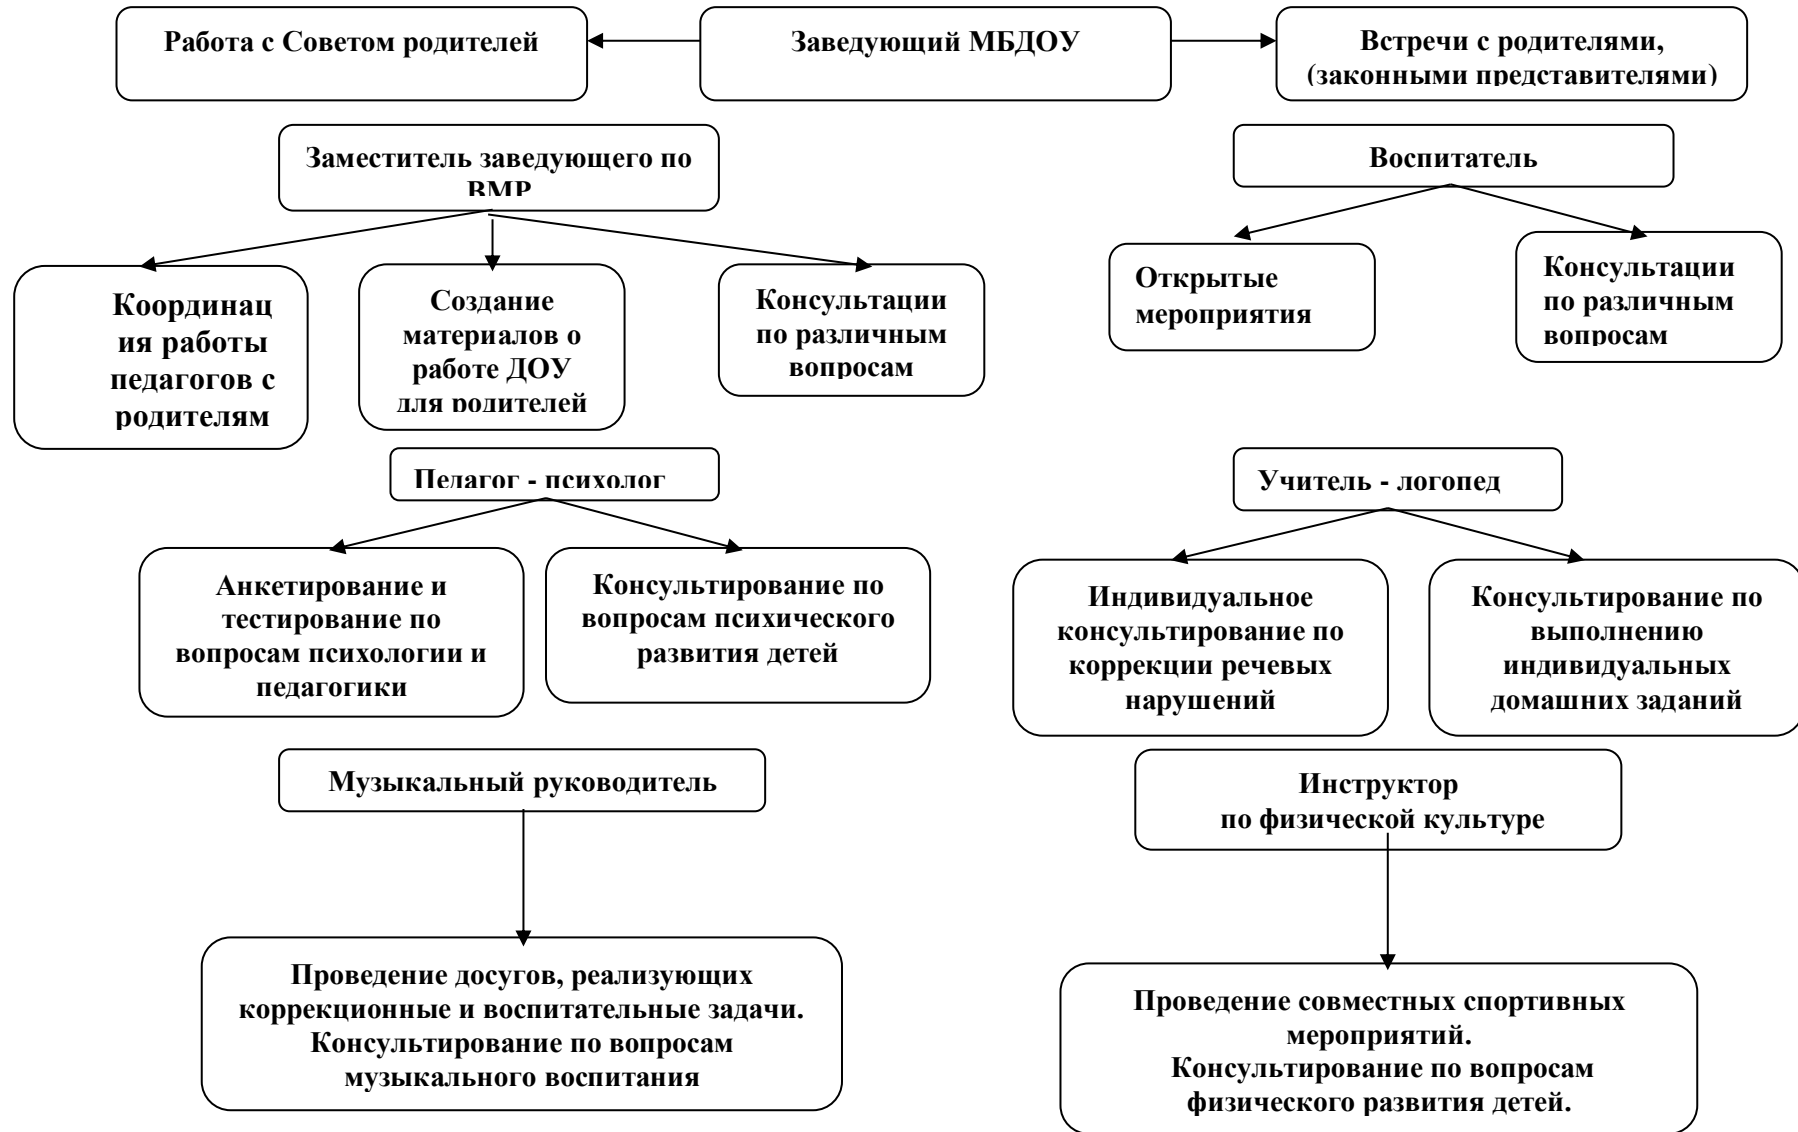 Работа с Советом родителей
Заведующий МБДОУ
Встречи с родителями,
(законными представителями)
Заместитель заведующего по
ВМР
Воспитатель
Координац
ия работы
педагогов с
родителям
Создание
материалов о
работе ДОУ
для родителей
Консультации
по различным
вопросам
Открытые
мероприятия
Консультации
по различным
вопросам
Педагог - психолог
Учитель - логопед
Анкетирование и
тестирование по
вопросам психологии и
педагогики
Консультирование по
вопросам психического
развития детей
Индивидуальное
консультирование по
коррекции речевых
нарушений
Консультирование по
выполнению
индивидуальных
домашних заданий
Музыкальный руководитель
Инструктор
по физической культуре
Проведение досугов, реализующих
коррекционные и воспитательные задачи.
Консультирование по вопросам
музыкального воспитания
Проведение совместных спортивных
мероприятий.
Консультирование по вопросам
физического развития детей.